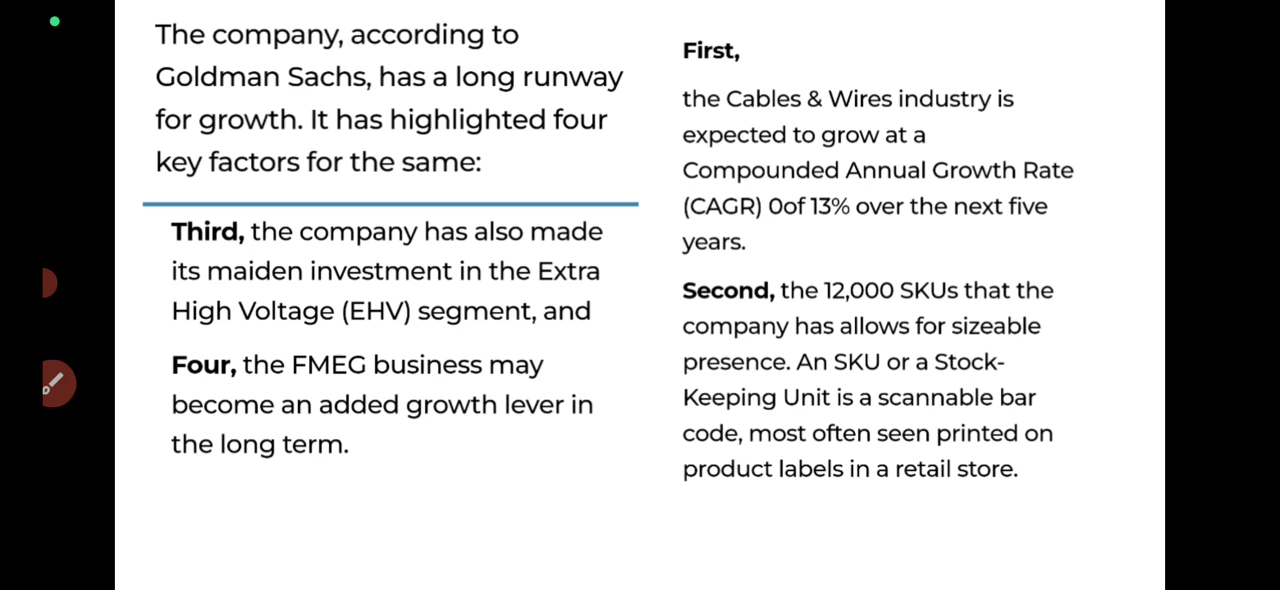 The company, according to
Goldman Sachs, has a long runway
for growth. It has highlighted four
key factors for the same:
Third, the company has also made
its maiden investment in the Extra
High Voltage (EHV) segment, and
Four, the FMEG business may
become an added growth lever in
the long term.
First,
the Cables & Wires industry is
expected to grow at a
Compounded Annual Growth Rate
(CAGR) 0of 13% over the next five
years.
Second, the 12,000 SKUs that the
company has allows for sizeable
presence. An SKU or a Stock-
Keeping Unit is a scannable bar
code, most often seen printed on
product labels in a retail store.